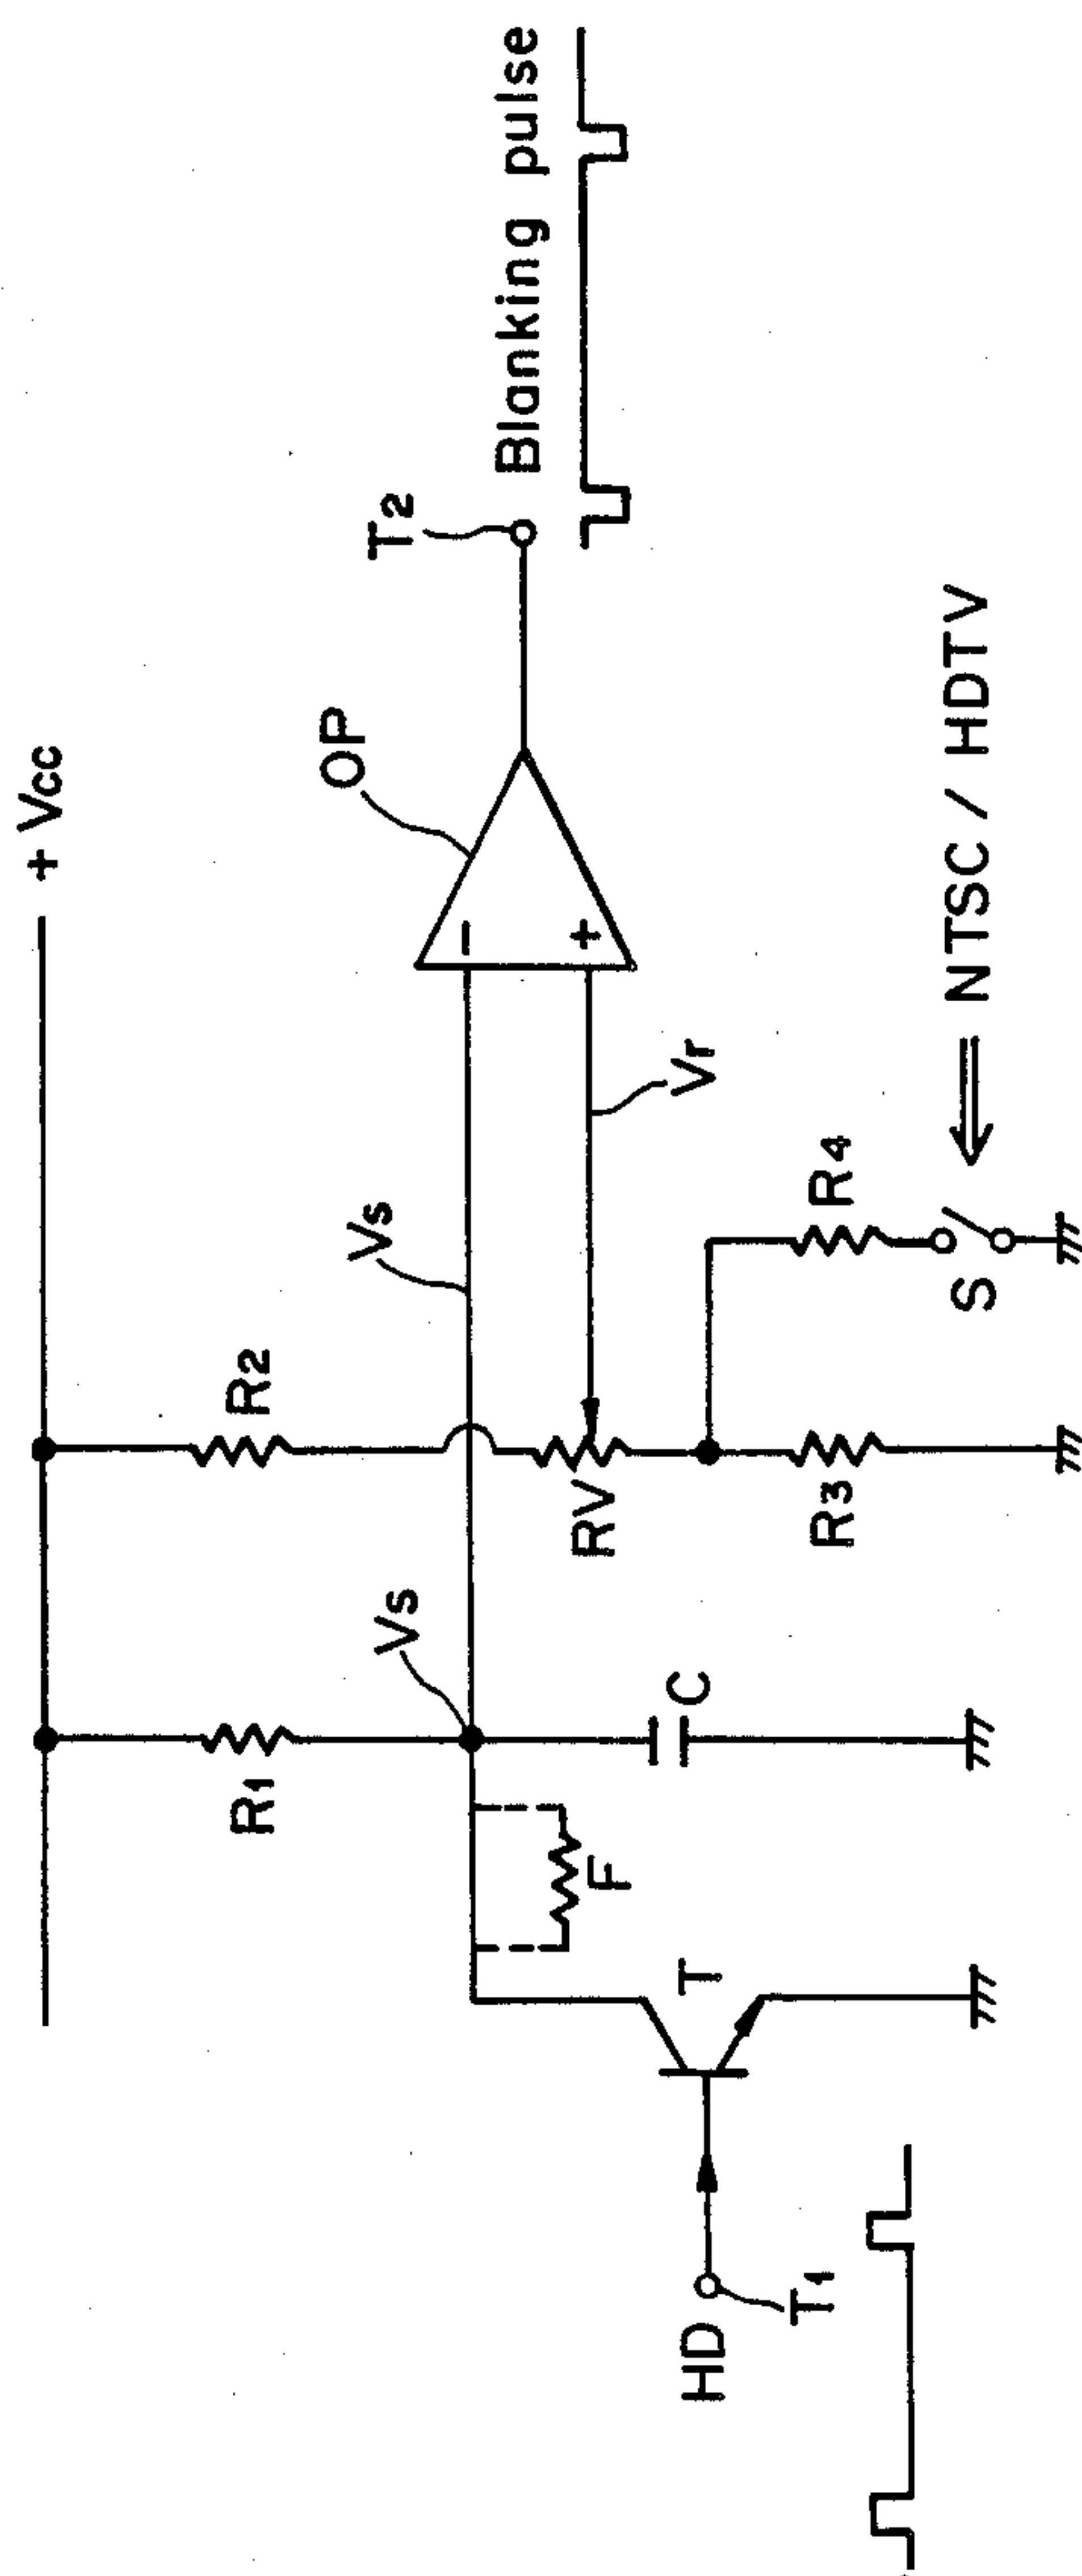 + Vcc
R1
R2
Vs
Vs
OP
T2
Blanking pulse
F
C
RV
Vr
T
HD
T1
R3
R4
S
NTSC / HDTV
-
+